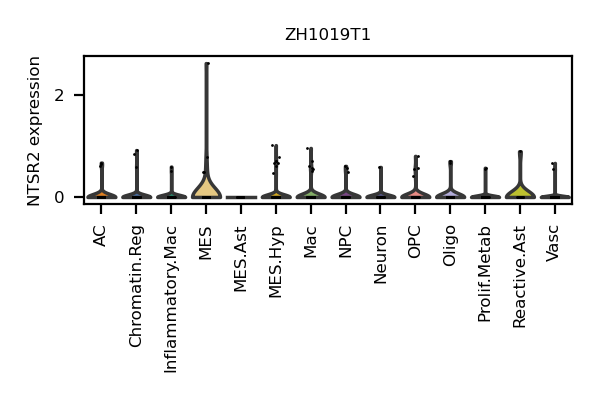 ZH1019T1
NTSR2 expression
2
0
AC
Chromatin.Reg
Inflammatory.Mac
MES
MES.Ast
MES.Hyp
Mac
NPC
Neuron
OPC
Oligo
Prolif.Metab
Reactive.Ast
Vasc